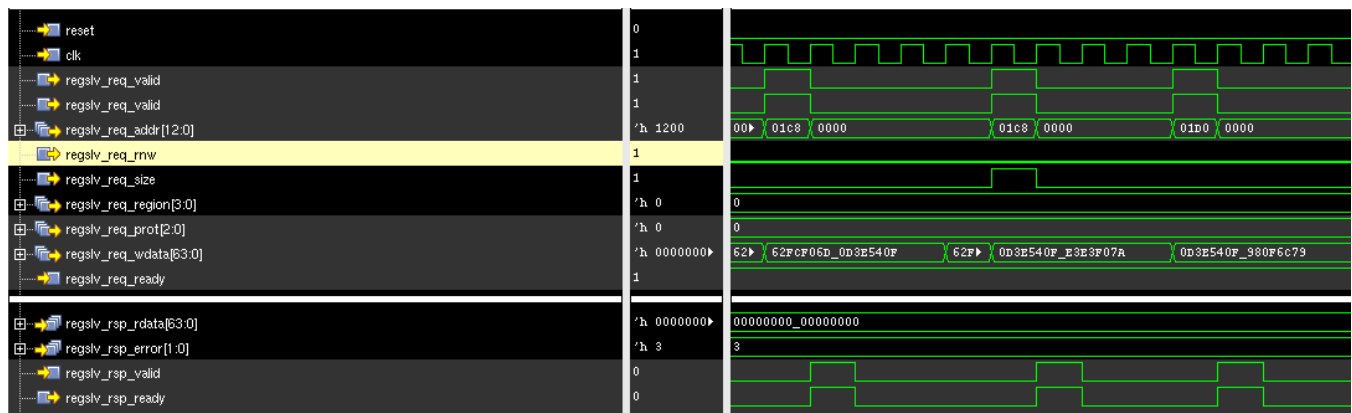 reset 0
clk 1
regslv_req_valid 1
regslv_req_valid 1
regslv_req_addr[12:0] 'h 1200 00 01c8 0000 01c8 0000 01D0 0000
regslv_req_rnw 1
regslv_req_size 1
regslv_req_region[3:0] 'h 0 0
regslv_req_prot[2:0] 'h 0 0
regslv_req_wdata[63:0] 'h 0000000 62 62FCF06D_0D3E540F 62F 0D3E540F_E3E3F07A 0D3E540F_980F6C79
regslv_req_ready 1
regslv_rsp_rdata[63:0] 'h 0000000 00000000_00000000
regslv_rsp_error[1:0] 'h 3 3
regslv_rsp_valid 0
regslv_rsp_ready 0